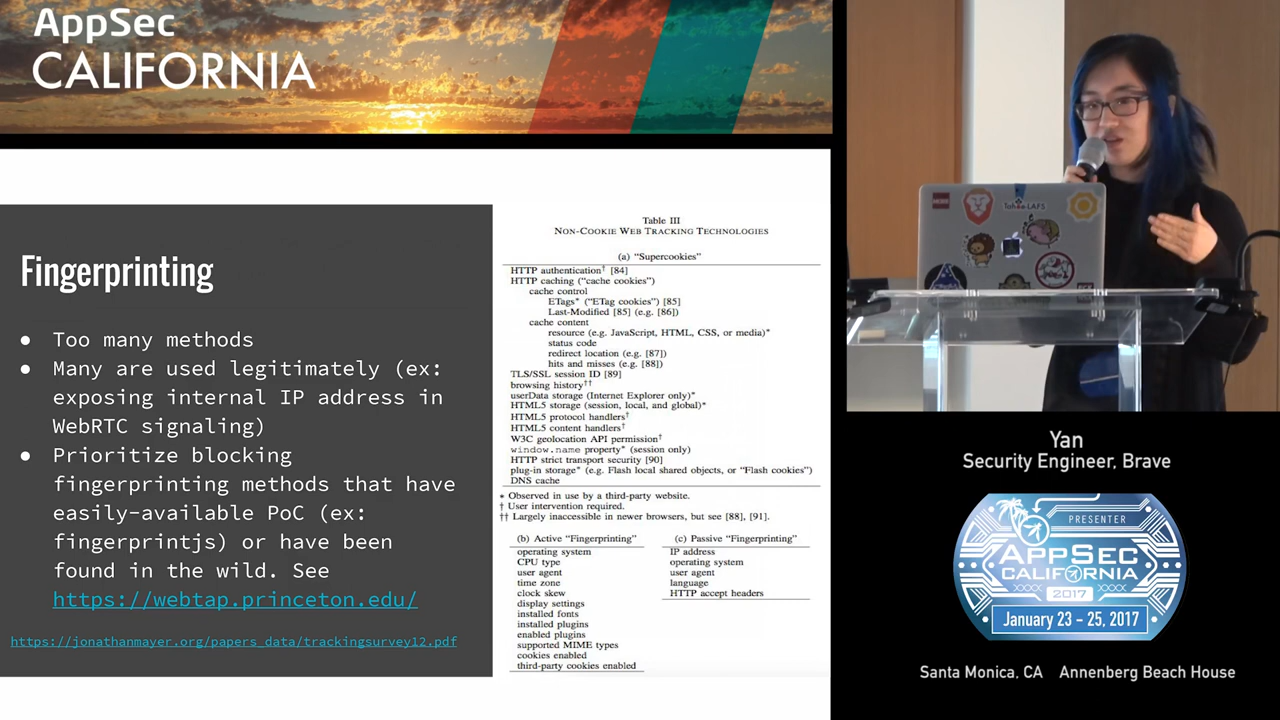 AppSec
CALIFORNIA
Fingerprinting
● Too many methods
● Many are used legitimately (ex:
exposing internal IP address in
WebRTC signaling)
● Prioritize blocking
fingerprinting methods that have
easily-available PoC (ex:
fingerprintjs) or have been
found in the wild. See
https://webtap.princeton.edu/
https://jonathanmayer.org/papers_data/trackingsurvey12.pdf
Table III
NON-COOKIE WEB TRACKING TECHNOLOGIES
(a) “Supercookies”
HTTP authentication† [84]
HTTP caching (“cache cookies”)
cache control
ETags* (“ETag cookies”) [85]
Last-Modified [85] (e.g. [86])
cache content
resource (e.g. JavaScript, HTML, CSS, or media)*
status code
redirect location (e.g. [87])
hits and misses (e.g. [88])
TLS/SSL session ID [89]
browsing history††
userData storage (Internet Explorer only)*
HTML5 storage (session, local, and global)*
HTML5 protocol handlers†
HTML5 content handlers†
W3C geolocation API permission†
window.name property* (session only)
HTTP strict transport security [90]
plug-in storage* (e.g. Flash local shared objects, or “Flash cookies”)
DNS cache
* Observed in use by a third-party website.
† User intervention required.
†† Largely inaccessible in newer browsers, but see [88], [91].
(b) Active “Fingerprinting”
operating system
CPU type
user agent
time zone
clock skew
display settings
installed fonts
installed plugins
enabled plugins
supported MIME types
cookies enabled
third-party cookies enabled
(c) Passive “Fingerprinting”
IP address
operating system
user agent
language
HTTP accept headers
Tahoe-LAFS
Yan
Security Engineer, Brave
PRESENTER
APPSEC
CALIFORNIA
2017
January 23 - 25, 2017
Santa Monica, CA Annenberg Beach House